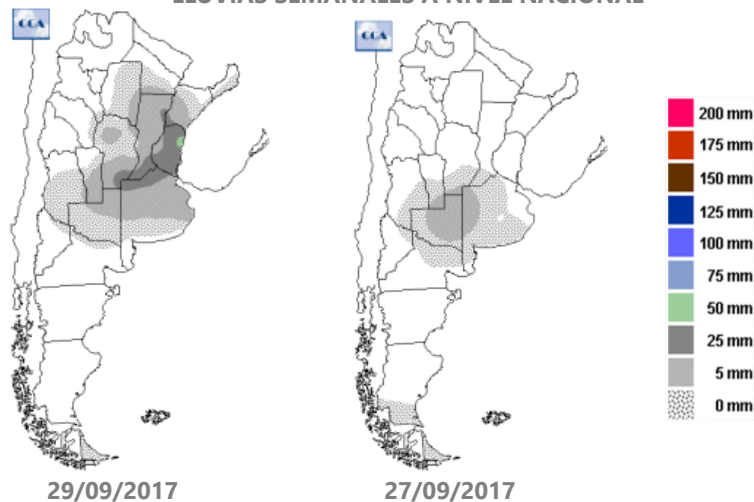 LLUVIAS SEMANALES A NIVEL NACIONAL
CCA
CCA
200 mm
175 mm
150 mm
125 mm
100 mm
75 mm
50 mm
25 mm
5 mm
0 mm
29/09/2017
27/09/2017